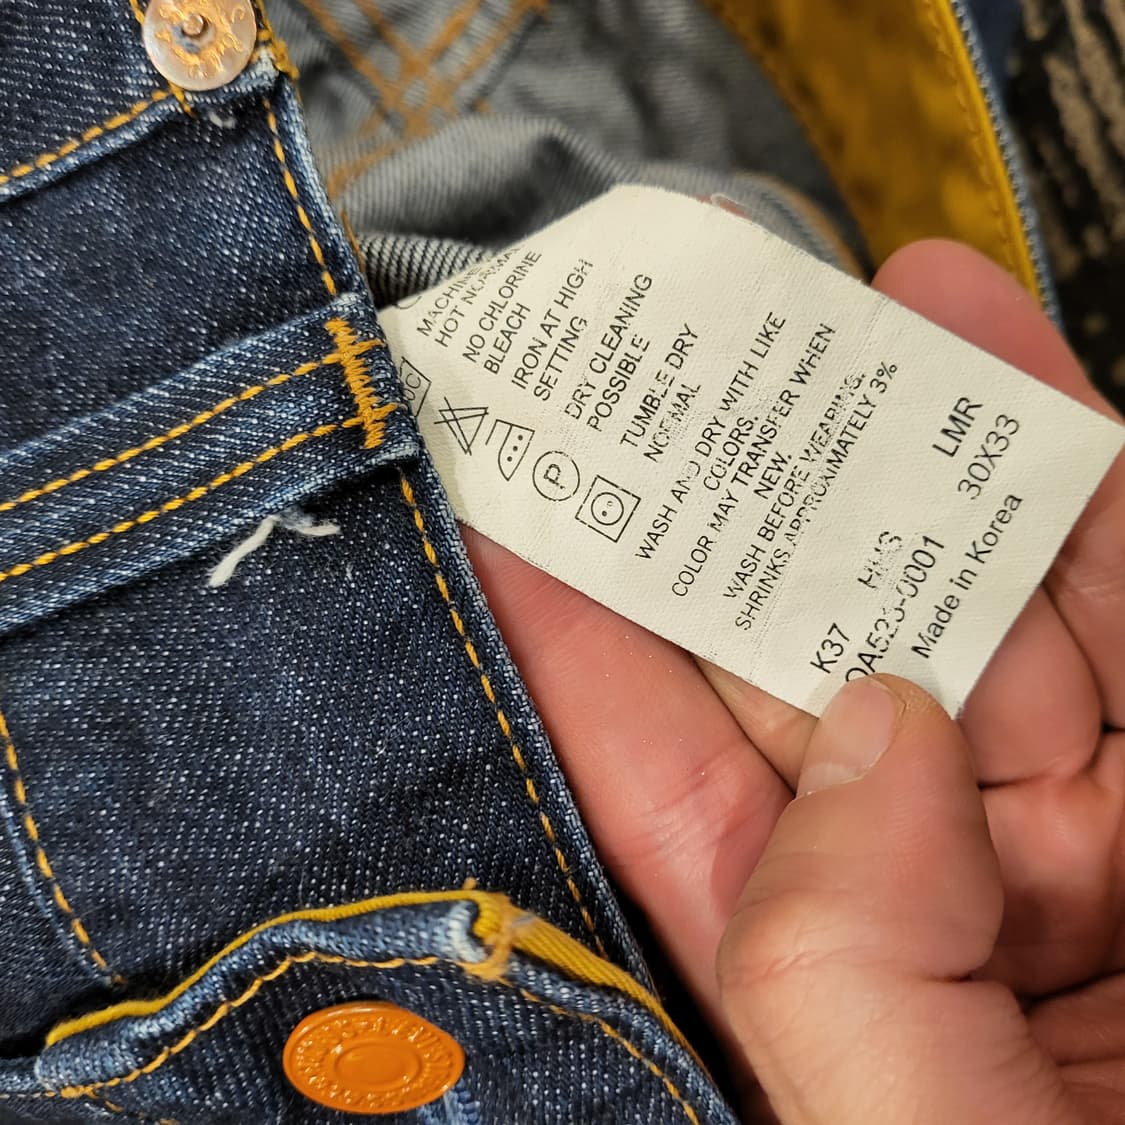 MACHINE
HOT NORMAL
NO CHLORINE
BLEACH
IRON AT HIGH
SETTING
DRY CLEANING
POSSIBLE
P
TUMBLE DRY
NORMAL
WASH AND DRY WITH LIKE
COLORS.
COLOR MAY TRANSFER WHEN
NEW.
WASH BEFORE WEARING.
SHRINKS APPROXIMATELY 3%
LMR
30X33
K37
Made in Korea